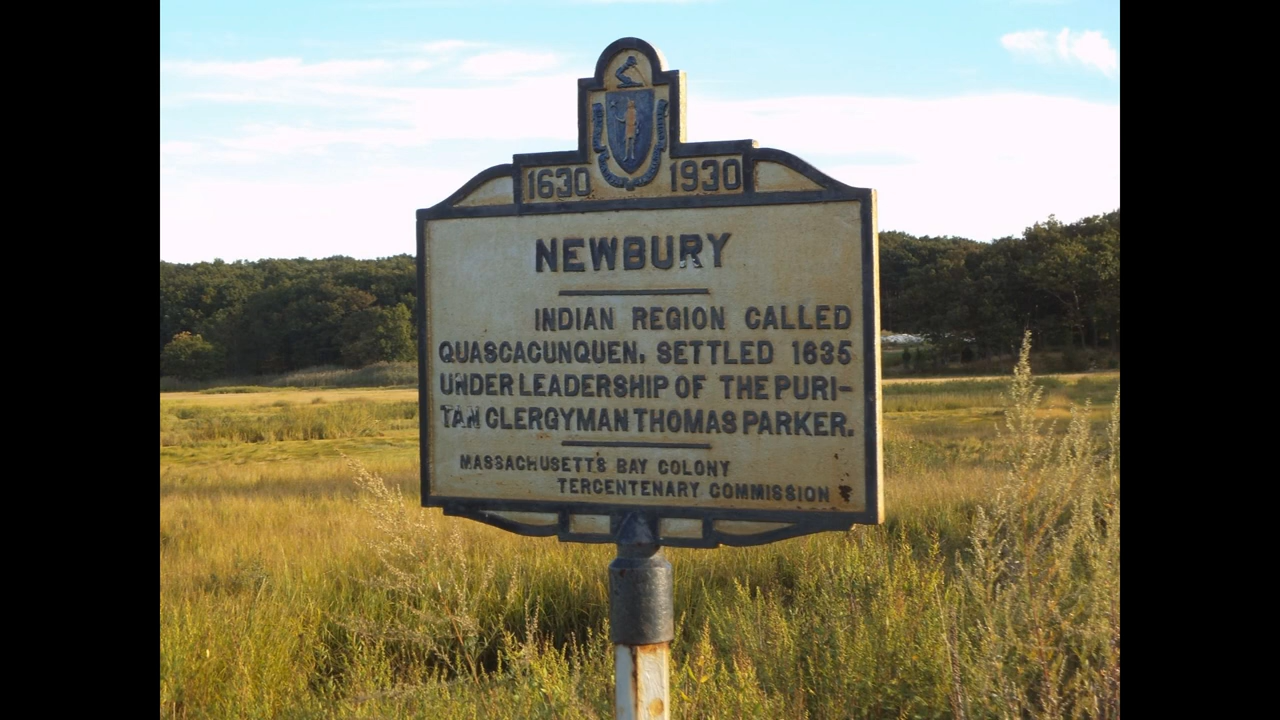 1630 1930
NEWBURY
INDIAN REGION CALLED
QUASCACUNQUEN, SETTLED 1635
UNDER LEADERSHIP OF THE PURI-
TAN CLERGYMAN THOMAS PARKER.
MASSACHUSETTS BAY COLONY
TERCENTENARY COMMISSION